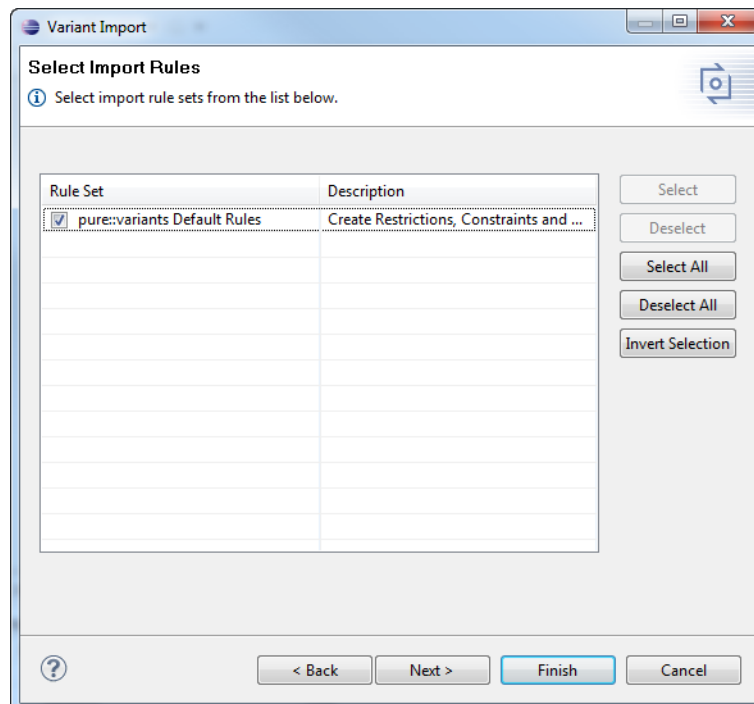 Variant Import
Select Import Rules
Select import rule sets from the list below.
Rule Set Description
pure::variants Default Rules Create Restrictions, Constraints and ...
Select
Deselect
Select All
Deselect All
Invert Selection
< Back Next > Finish Cancel